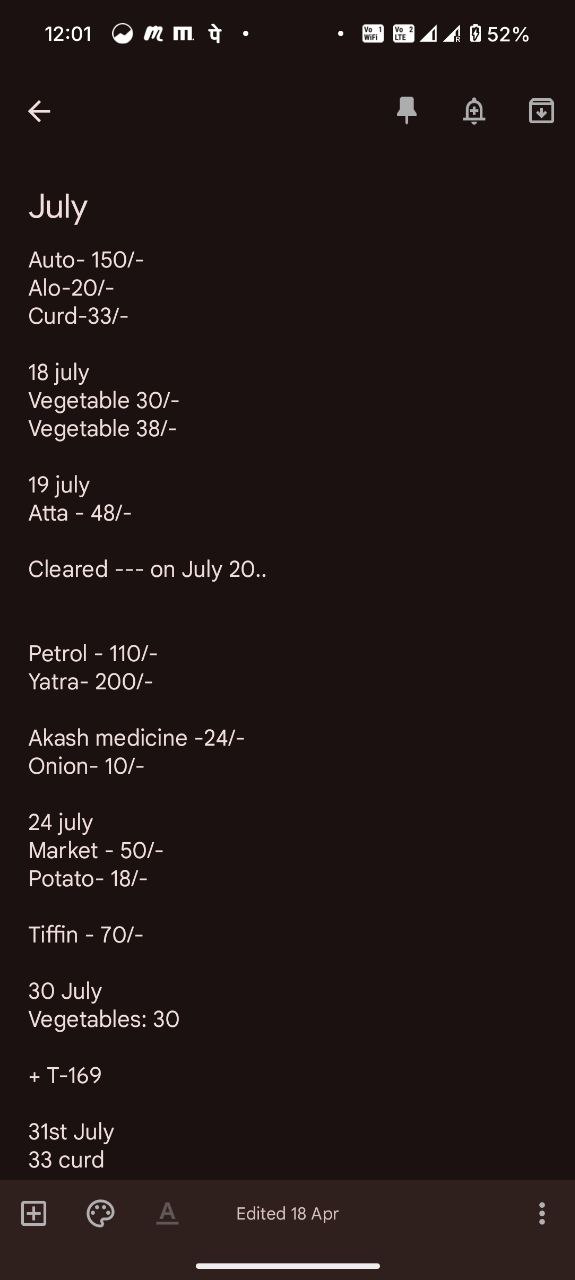 12:01 m m. पे 52%
July
Auto- 150/-
Alo-20/-
Curd-33/-
18 july
Vegetable 30/-
Vegetable 38/-
19 july
Atta - 48/-
Cleared --- on July 20..
Petrol - 110/-
Yatra- 200/-
Akash medicine -24/-
Onion- 10/-
24 july
Market - 50/-
Potato- 18/-
Tiffin - 70/-
30 July
Vegetables: 30
+ T-169
31st July
33 curd
A Edited 18 Apr